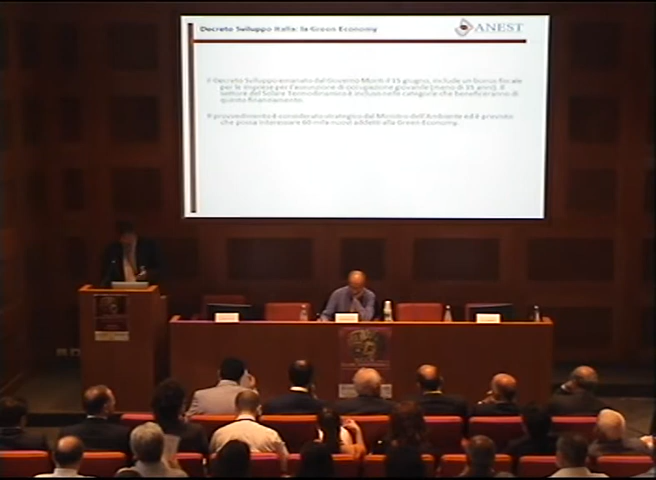 Decreto Sviluppo Italia: la Green Economy
ANEST
Il Decreto Sviluppo emanato dal Governo Monti il 15 giugno, include un bonus fiscale
per le imprese per l'assunzione di occupazione giovanile (meno di 35 anni). Il
settore del Solare Termodinamico è incluso nelle categorie che beneficeranno di
questo finanziamento.
Il provvedimento è considerato strategico dal Ministro dell'Ambiente ed è previsto
che possa interessare 60 mila nuovi addetti alla Green Economy.